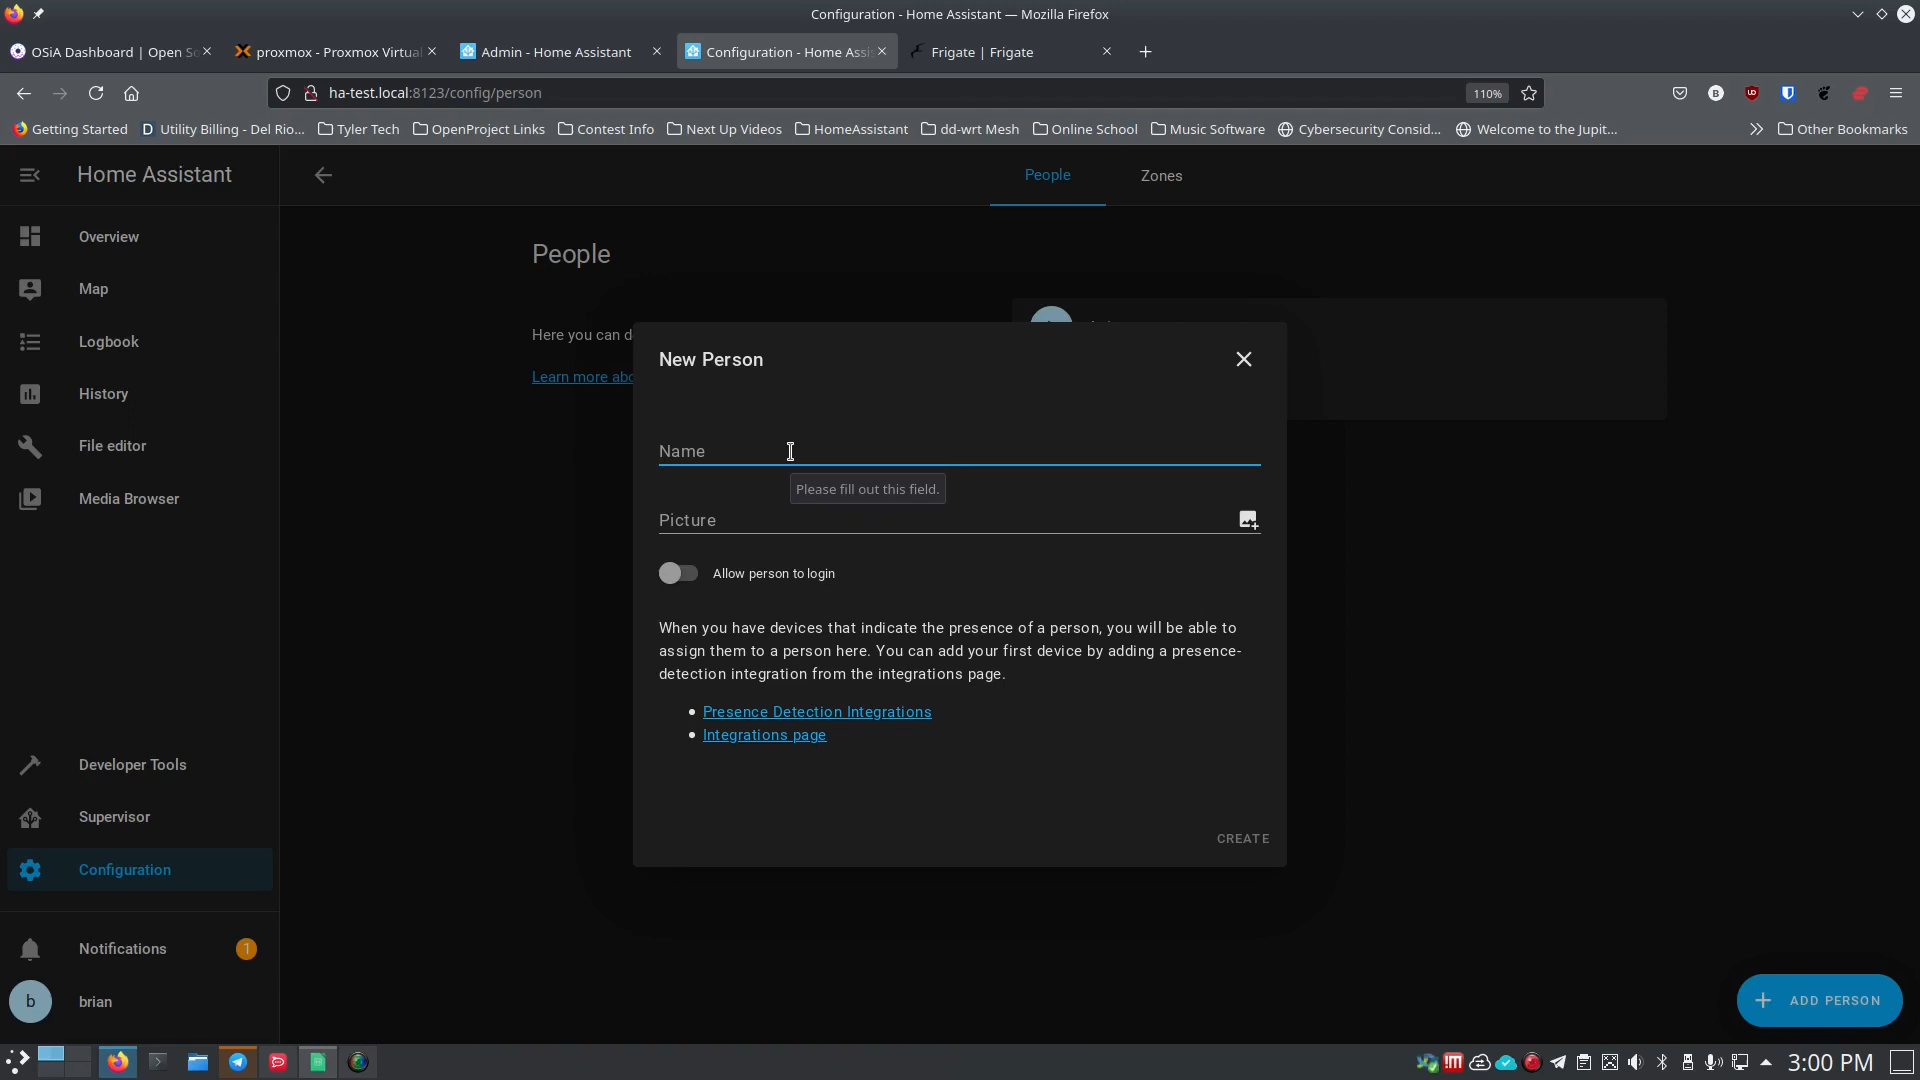 Configuration - Home Assistant — Mozilla Firefox
OSiA Dashboard | Open So
proxmox - Proxmox Virtual
Admin - Home Assistant
Configuration - Home Assis
Frigate | Frigate
ha-test.local:8123/config/person
110%
Getting Started
Utility Billing - Del Rio...
Tyler Tech
OpenProject Links
Contest Info
Next Up Videos
HomeAssistant
dd-wrt Mesh
Online School
Music Software
Cybersecurity Consid...
Welcome to the Jupit...
Other Bookmarks
Home Assistant
People
Zones
Overview
Map
Logbook
History
File editor
Media Browser
Developer Tools
Supervisor
Configuration
Notifications
1
b
brian
People
Here you can d
Learn more abo
New Person
Name
Please fill out this field.
Picture
Allow person to login
When you have devices that indicate the presence of a person, you will be able to
assign them to a person here. You can add your first device by adding a presence-
detection integration from the integrations page.
Presence Detection Integrations
Integrations page
CREATE
ADD PERSON
3:00 PM